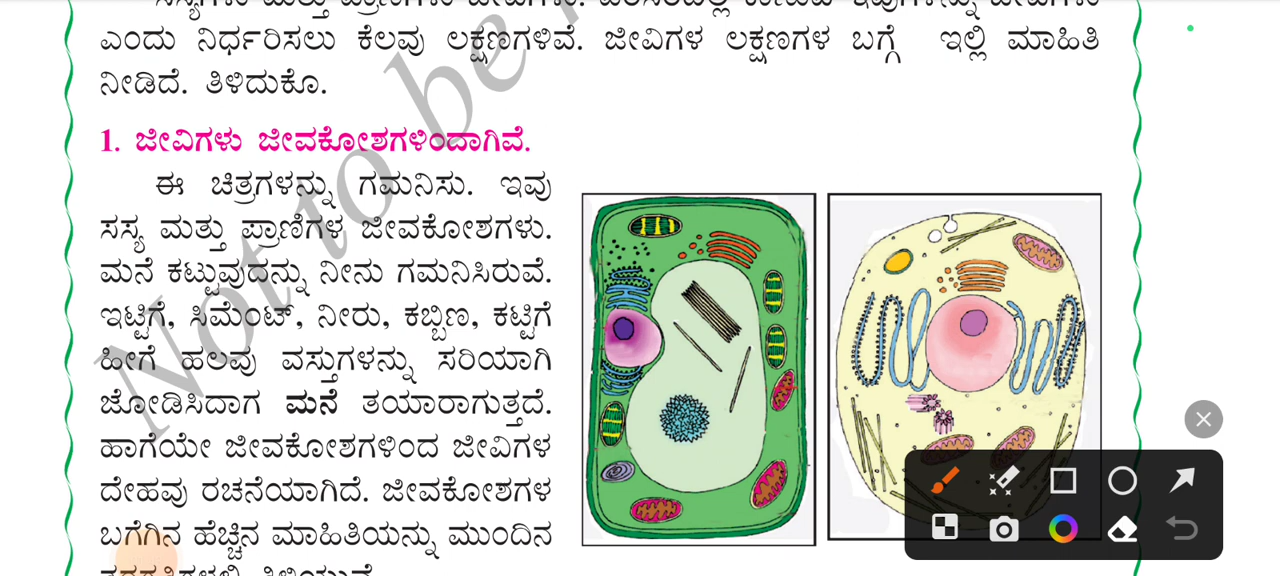 ಎಂದು ನಿರ್ಧರಿಸಲು ಕೆಲವು ಲಕ್ಷಣಗಳಿವೆ. ಜೀವಿಗಳ ಲಕ್ಷಣಗಳ ಬಗ್ಗೆ ಇಲ್ಲಿ ಮಾಹಿತಿ
ನೀಡಿದೆ. ತಿಳಿದುಕೊ.
1. ಜೀವಿಗಳು ಜೀವಕೋಶಗಳಿಂದಾಗಿವೆ.
ಈ ಚಿತ್ರಗಳನ್ನು ಗಮನಿಸು. ಇವು
ಸಸ್ಯ ಮತ್ತು ಪ್ರಾಣಿಗಳ ಜೀವಕೋಶಗಳು.
ಮನೆ ಕಟ್ಟುವುದನ್ನು ನೀನು ಗಮನಿಸಿರುವೆ.
ಇಟ್ಟಿಗೆ, ಸಿಮೆಂಟ್, ನೀರು, ಕಬ್ಬಿಣ, ಕಟ್ಟಿಗೆ
ಹೀಗೆ ಹಲವು ವಸ್ತುಗಳನ್ನು ಸರಿಯಾಗಿ
ಜೋಡಿಸಿದಾಗ ಮನೆ ತಯಾರಾಗುತ್ತದೆ.
ಹಾಗೆಯೇ ಜೀವಕೋಶಗಳಿಂದ ಜೀವಿಗಳ
ದೇಹವು ರಚನೆಯಾಗಿದೆ. ಜೀವಕೋಶಗಳ
ಬಗೆಗಿನ ಹೆಚ್ಚಿನ ಮಾಹಿತಿಯನ್ನು ಮುಂದಿನ
Not to be